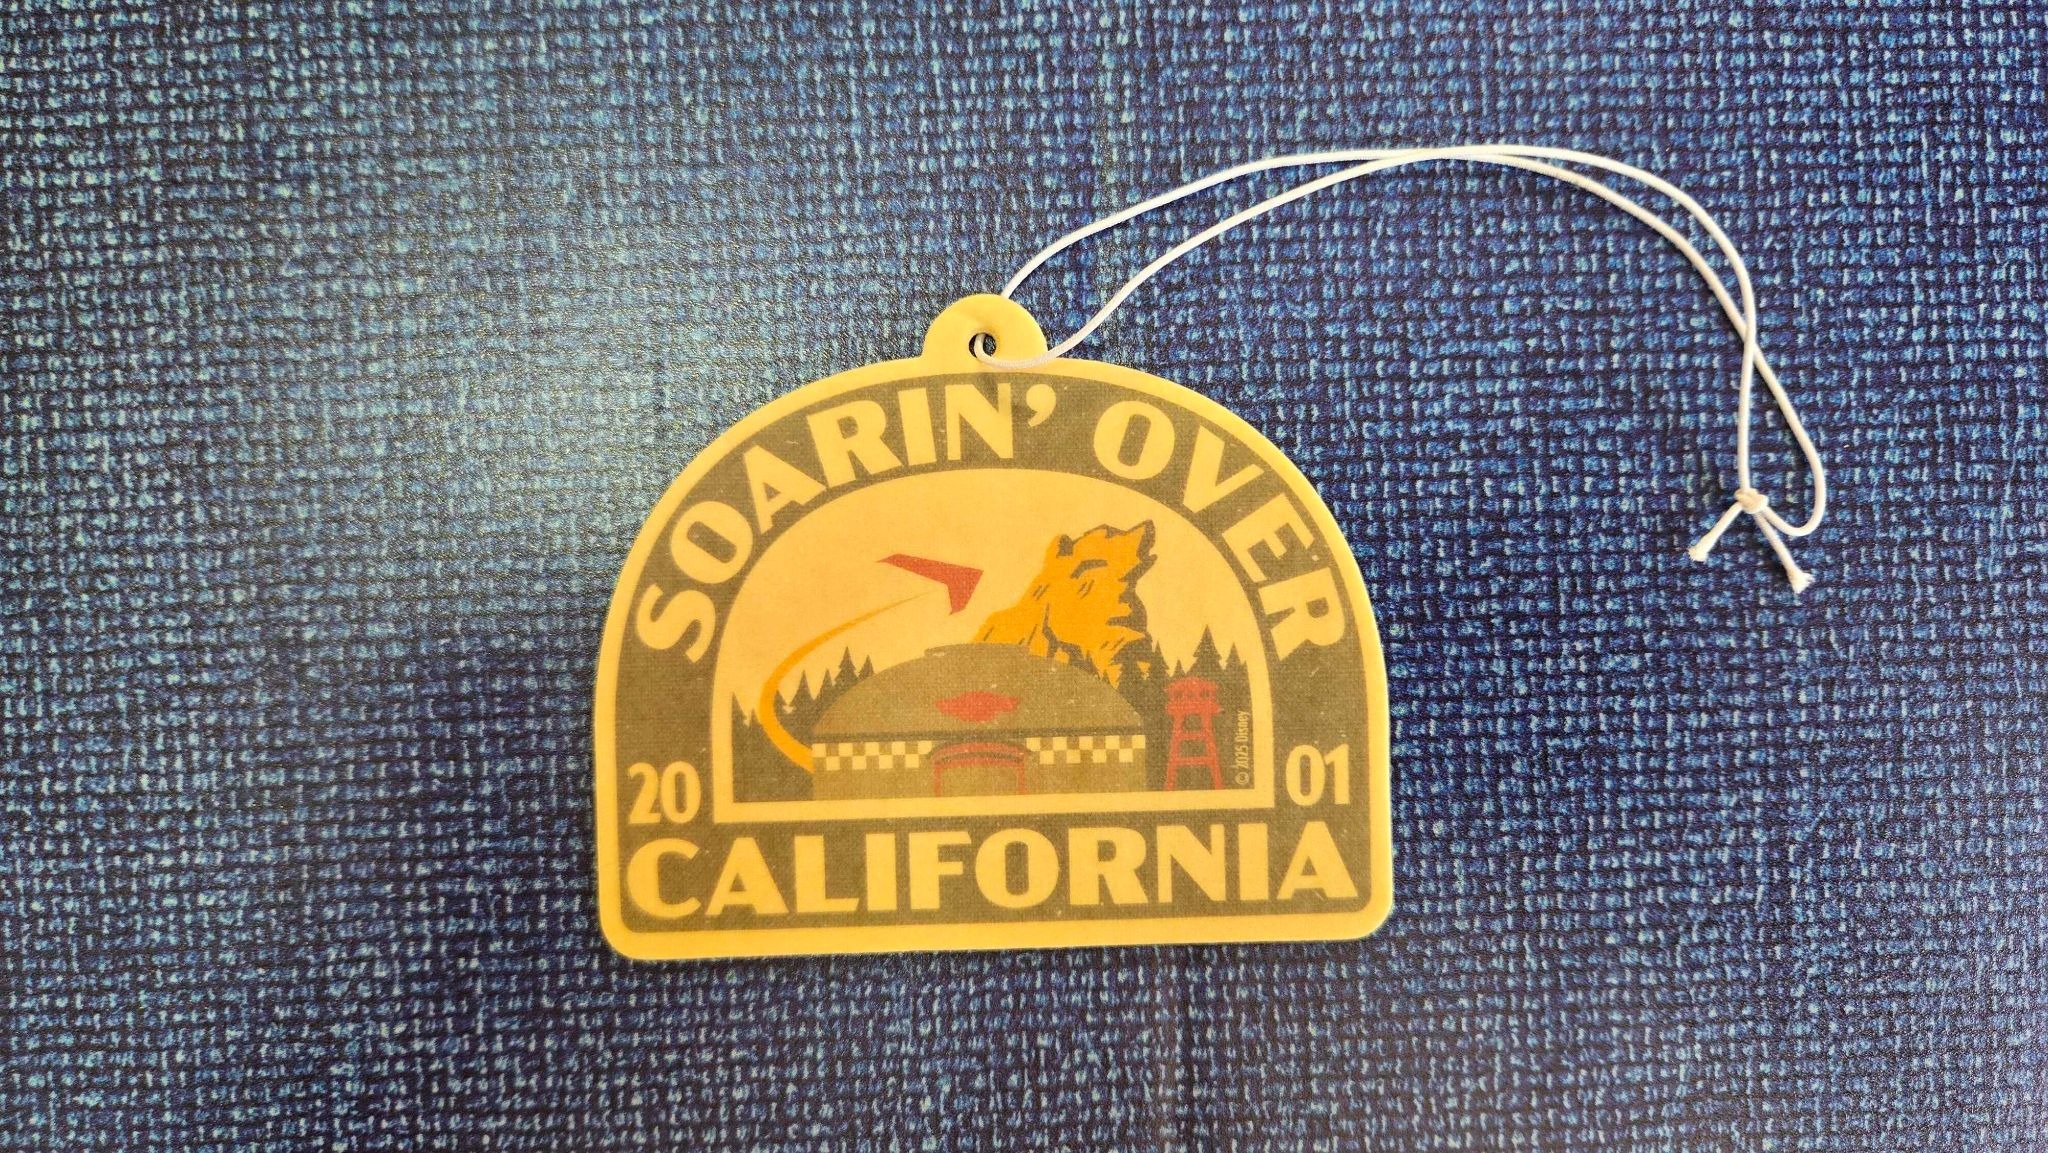 SOARIN' OVER
20 01
CALIFORNIA
© 2025 Disney